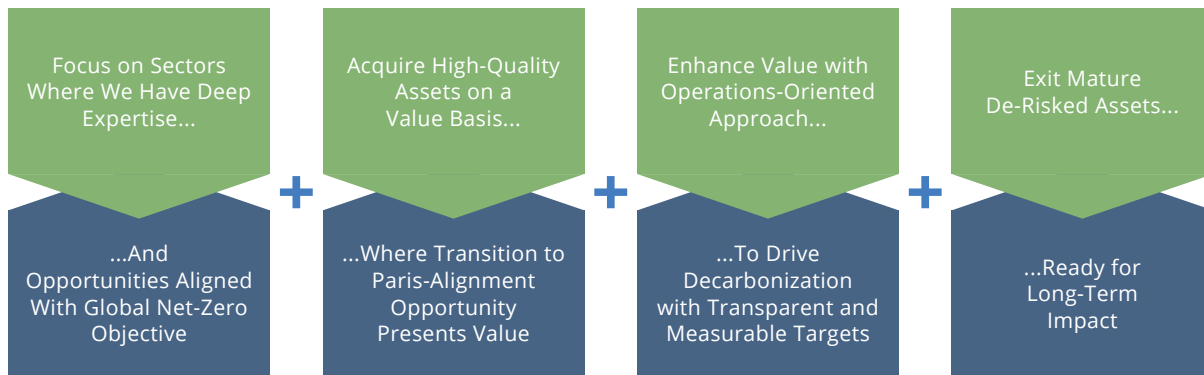 Focus on Sectors
Where We Have Deep
Expertise...
...And
Opportunities Aligned
With Global Net-Zero
Objective
+
Acquire High-Quality
Assets on a
Value Basis...
...Where Transition to
Paris-Alignment
Opportunity
Presents Value
+
Enhance Value with
Operations-Oriented
Approach...
...To Drive
Decarbonization
with Transparent and
Measurable Targets
+
Exit Mature
De-Risked Assets...
...Ready for
Long-Term
Impact